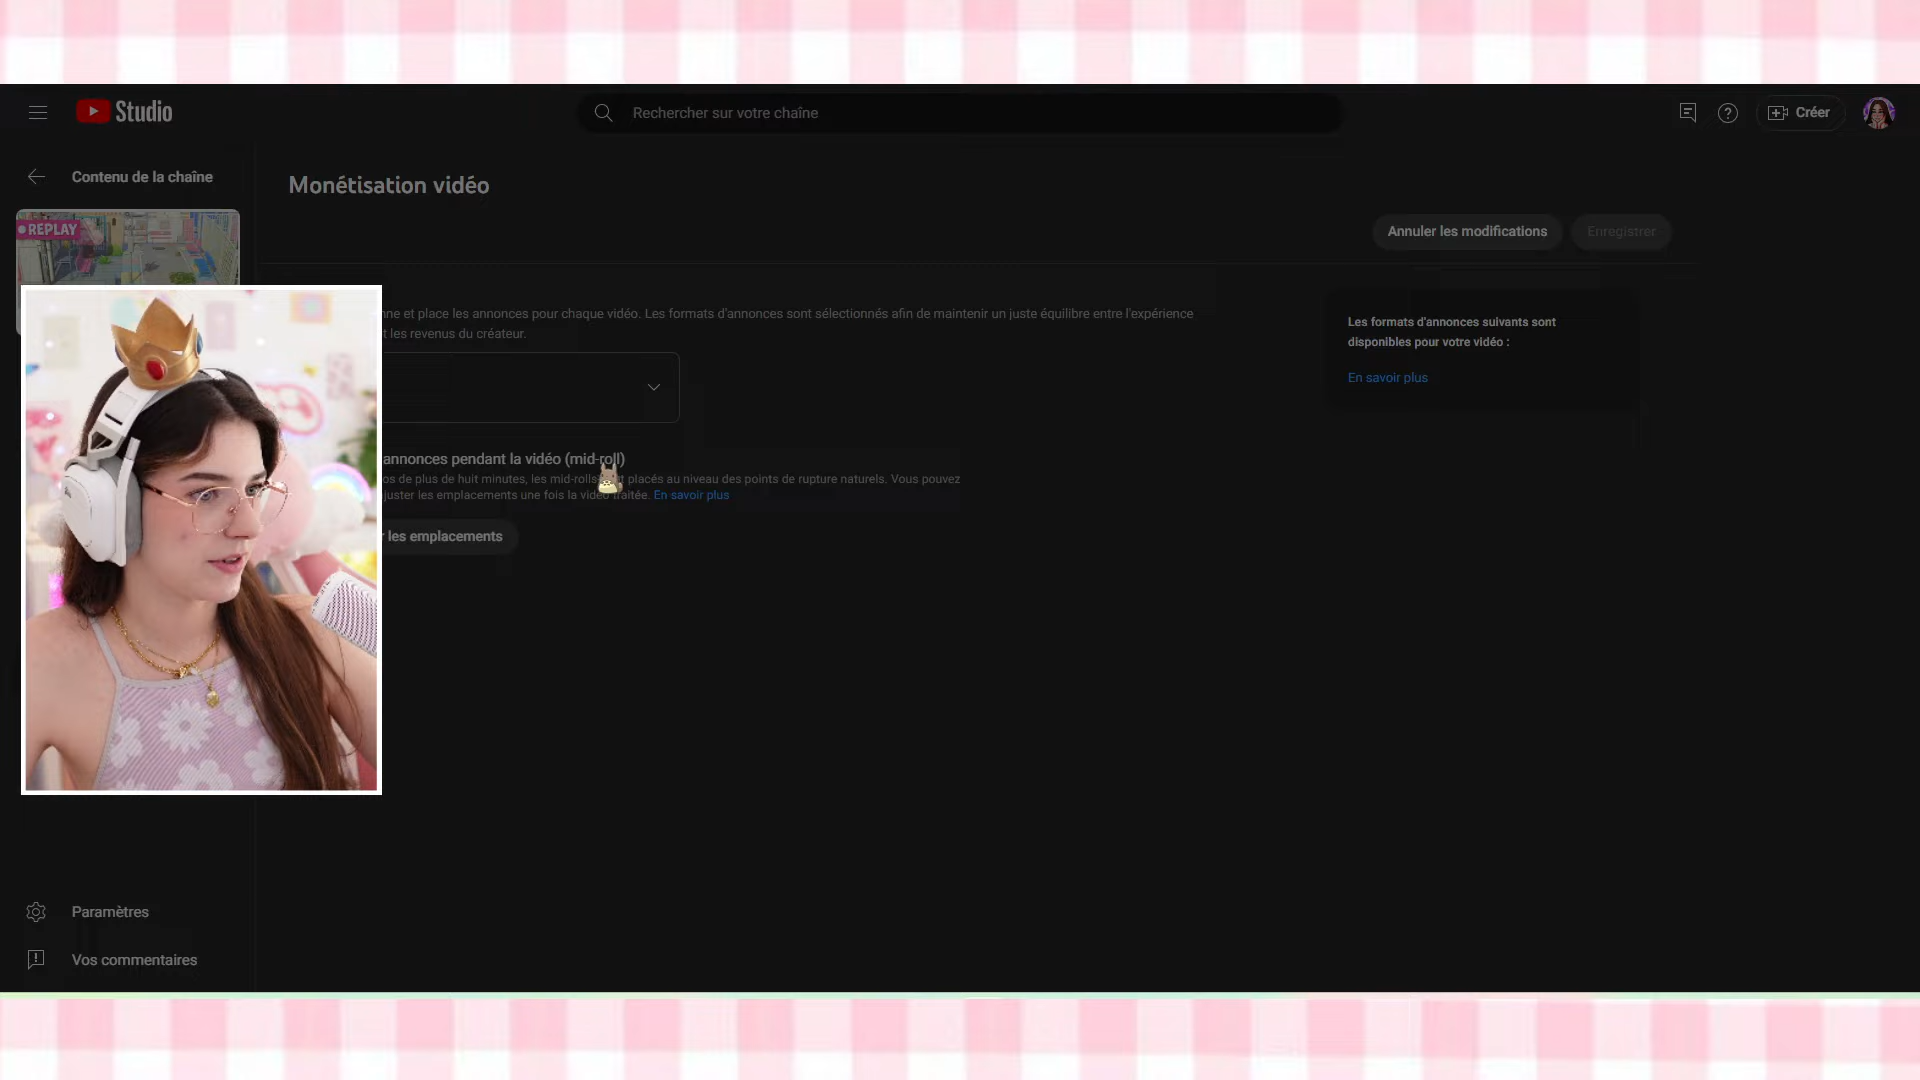 Studio
Rechercher sur votre chaîne
Créer
Contenu de la chaîne
Monétisation vidéo
REPLAY
Annuler les modifications
Enregistrer
et place les annonces pour chaque vidéo. Les formats d'annonces sont sélectionnés afin de maintenir un juste équilibre entre l'expérience
les revenus du créateur.
Les formats d'annonces suivants sont
disponibles pour votre vidéo :
En savoir plus
annonces pendant la vidéo (mid-roll)
de plus de huit minutes, les mid-rolls placés au niveau des points de rupture naturels. Vous pouvez
les emplacements une fois la vidéo traitée. En savoir plus
les emplacements
Paramètres
Vos commentaires